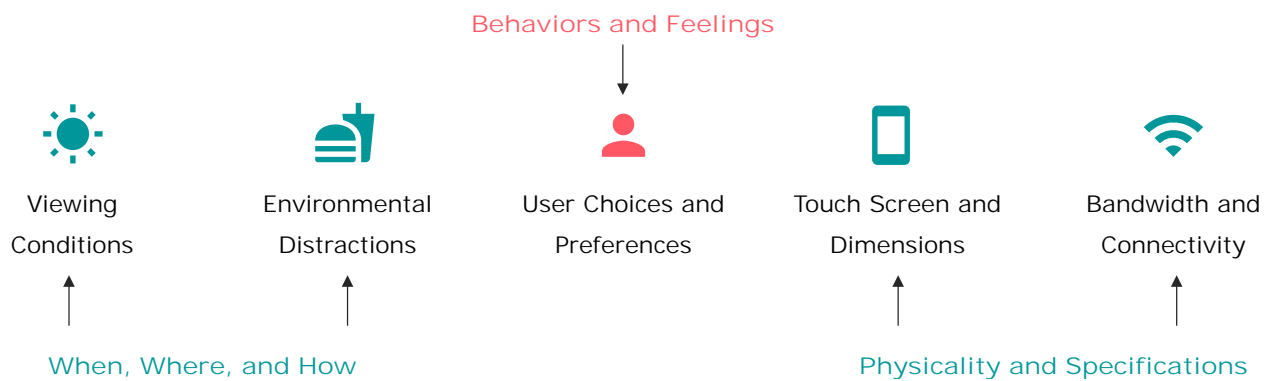 Behaviors and Feelings
Viewing
Conditions
Environmental
Distractions
User Choices and
Preferences
Touch Screen and
Dimensions
Bandwidth and
Connectivity
When, Where, and How
Physicality and Specifications